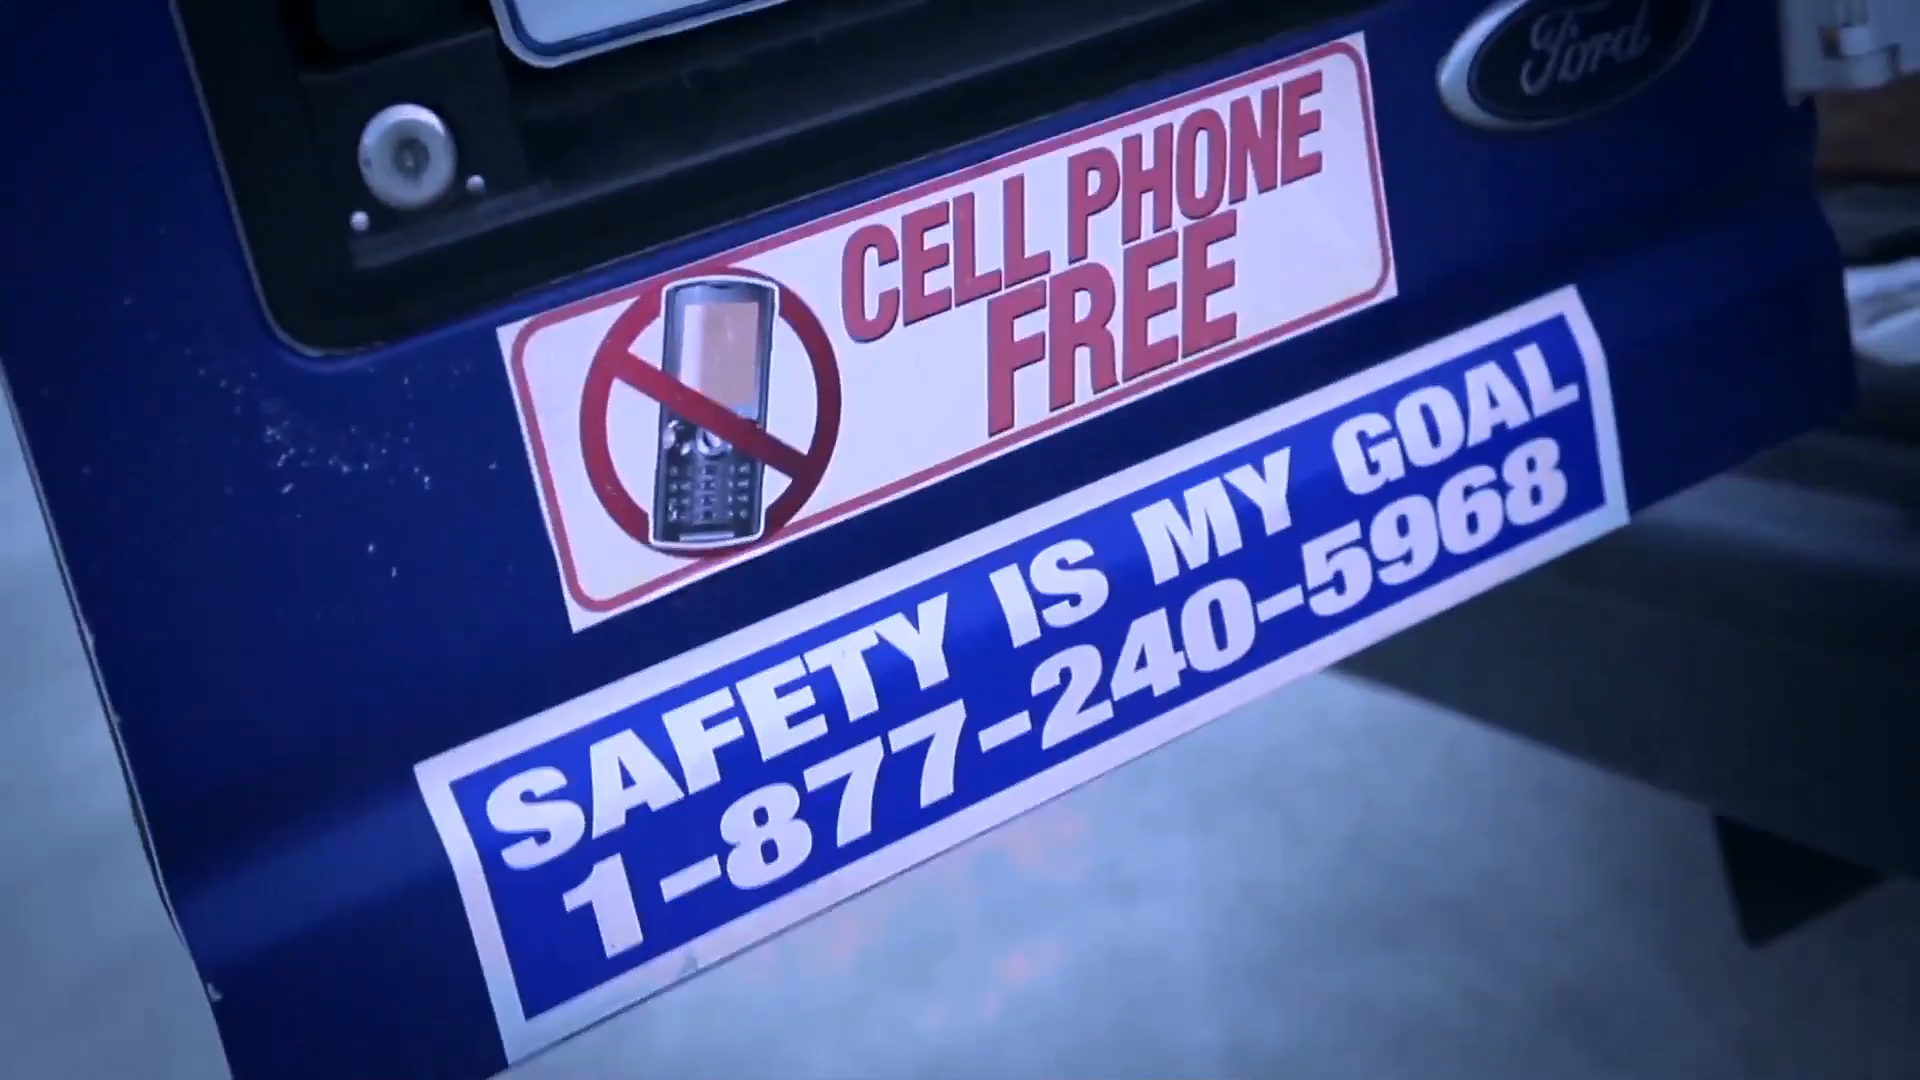 Ford
CELL PHONE
FREE
SAFETY IS MY GOAL
1-877-240-5968